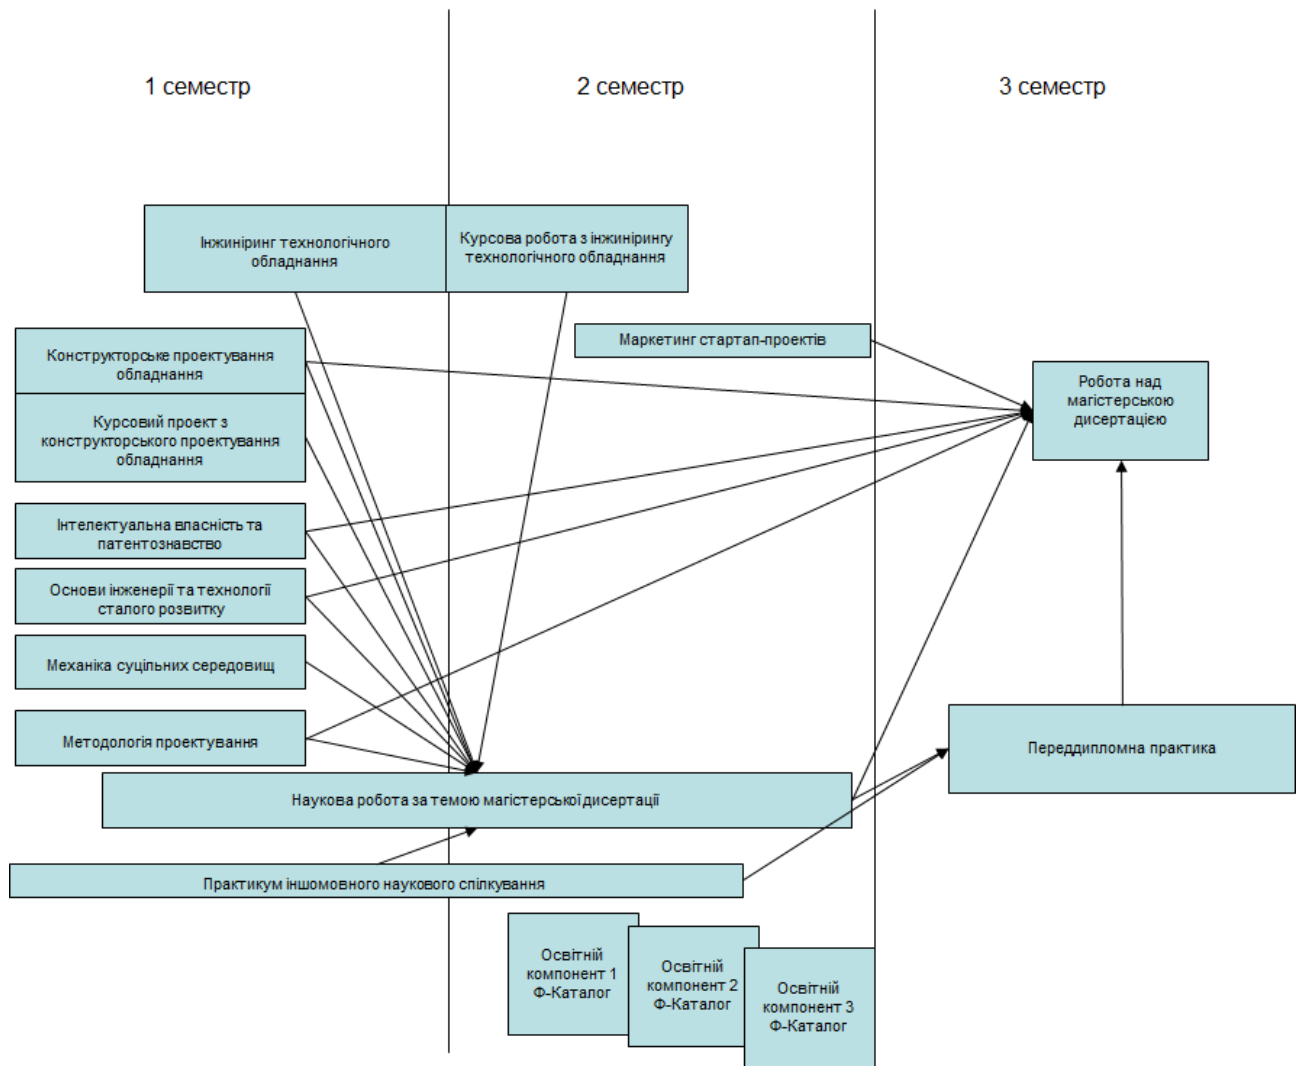 1 семестр
2 семестр
3 семестр
Інжиніринг технологічного
обладнання
Курсова робота з інжинірингу
технологічного обладнання
Маркетинг стартап-проектів
Конструкторське проектування
обладнання
Курсовий проект з
конструкторського проектування
обладнання
Робота над
магістерською
дисертацією
Інтелектуальна власність та
патентознавство
Основи інженерії та технології
сталого розвитку
Механіка суцільних середовищ
Методологія проектування
Переддипломна практика
Наукова робота за темою магістерської дисертації
Практикум іншомовного наукового спілкування
Освітній
компонент 1
Ф-Каталог
Освітній
компонент 2
Ф-Каталог
Освітній
компонент 3
Ф-Каталог